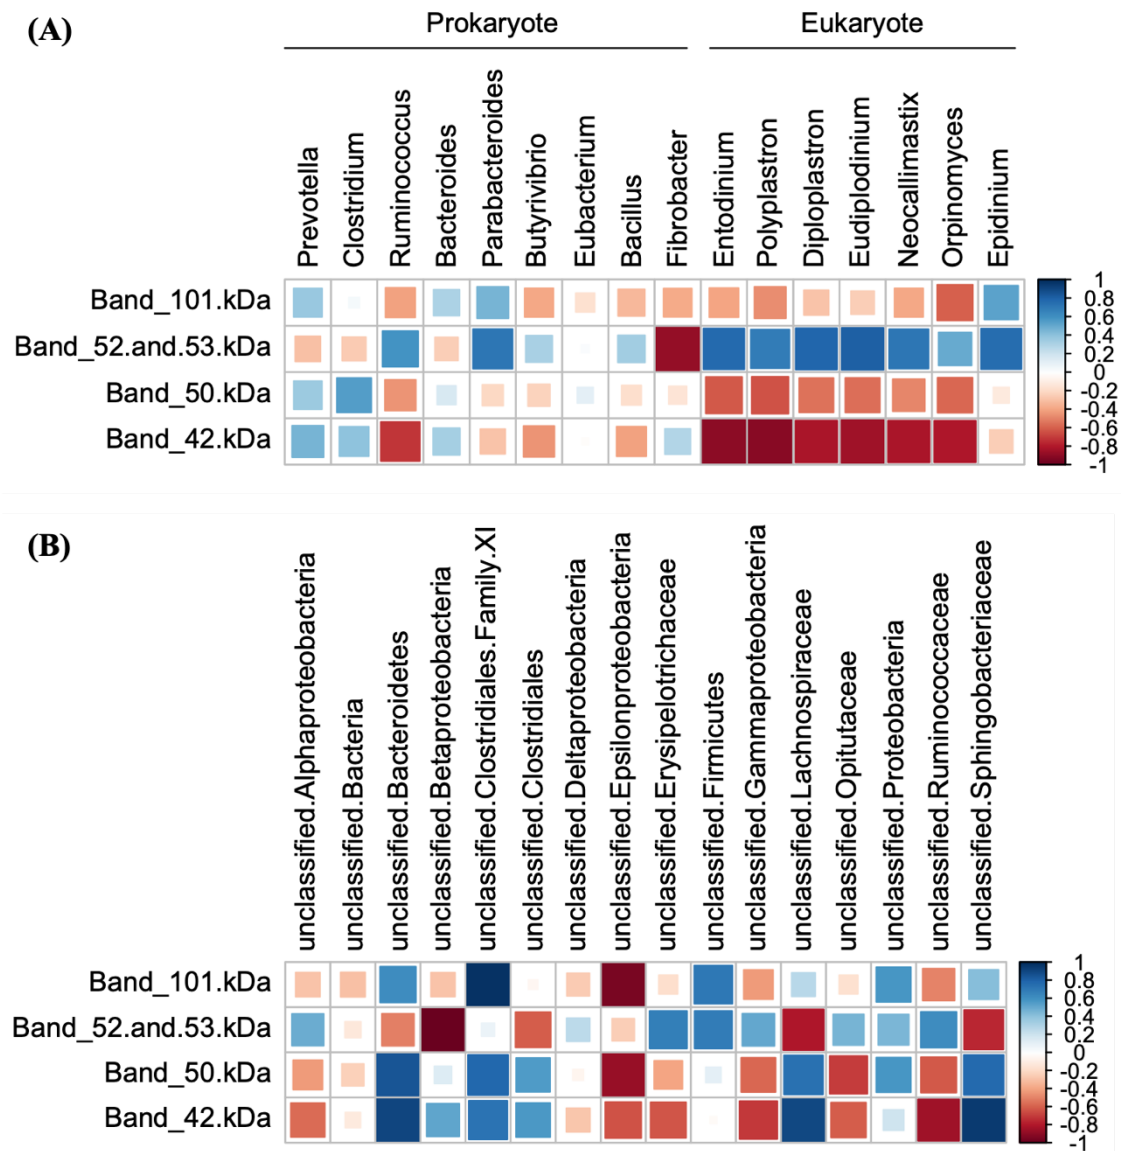 (A)
Prokaryote
Eukaryote
Prevotella
Clostridium
Ruminococcus
Bacteroides
Parabacteroides
Butyrivibrio
Eubacterium
Bacillus
Fibrobacter
Entodinium
Polyplastron
Diploplastron
Eudiplodinium
Neocallimastix
Orpinomyces
Epidinium
Band_101.kDa
Band_52.and.53.kDa
Band_50.kDa
Band_42.kDa
1
0.8
0.6
0.4
0.2
0
-0.2
-0.4
-0.6
-0.8
-1
(B)
unclassified.Alphaproteobacteria
unclassified.Bacteria
unclassified.Bacteroidetes
unclassified.Betaproteobacteria
unclassified.Clostridiales.Family.XI
unclassified.Clostridiales
unclassified.Deltaproteobacteria
unclassified.Epsilonproteobacteria
unclassified.Erysipelotrichaceae
unclassified.Firmicutes
unclassified.Gammaproteobacteria
unclassified.Lachnospiraceae
unclassified.Opitutaceae
unclassified.Proteobacteria
unclassified.Ruminococcaceae
unclassified.Sphingobacteriaceae
Band_101.kDa
Band_52.and.53.kDa
Band_50.kDa
Band_42.kDa
1
0.8
0.6
0.4
0.2
0
-0.2
-0.4
-0.6
-0.8
-1